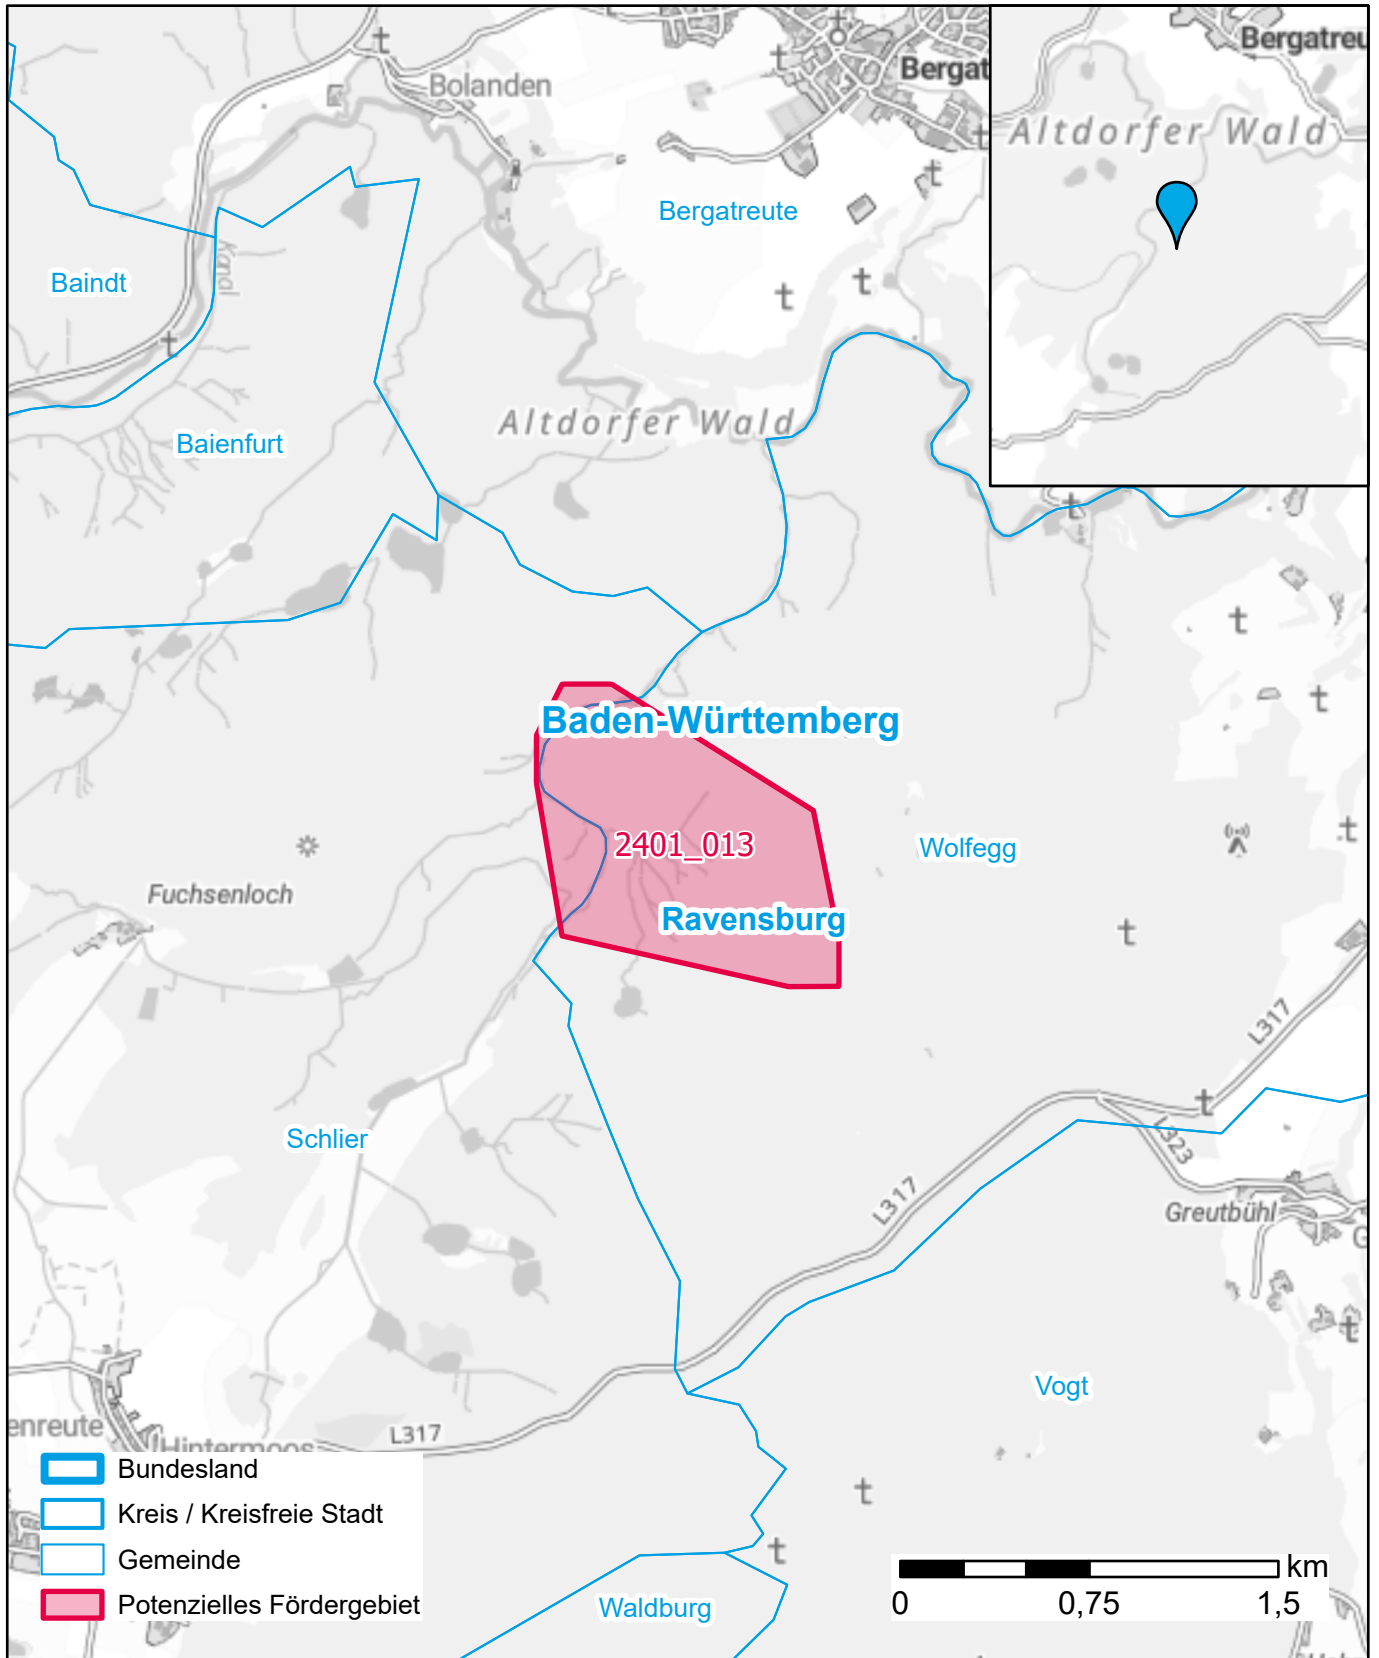 Bolanden
Bergat
Bergatreu
Altdorfer Wald
Bergatreute
Baindt
Kanal
Baienfurt
Altdorfer Wald
Baden-Württemberg
2401_013
Wolfegg
Fuchsenloch
Ravensburg
L317
Schlier
L323
L317
Greutbühl
G
Vogt
enreute
Hintermoos
L317
Bundesland
Kreis / Kreisfreie Stadt
Gemeinde
Potenzielles Fördergebiet
Waldburg
km
0 0,75 1,5